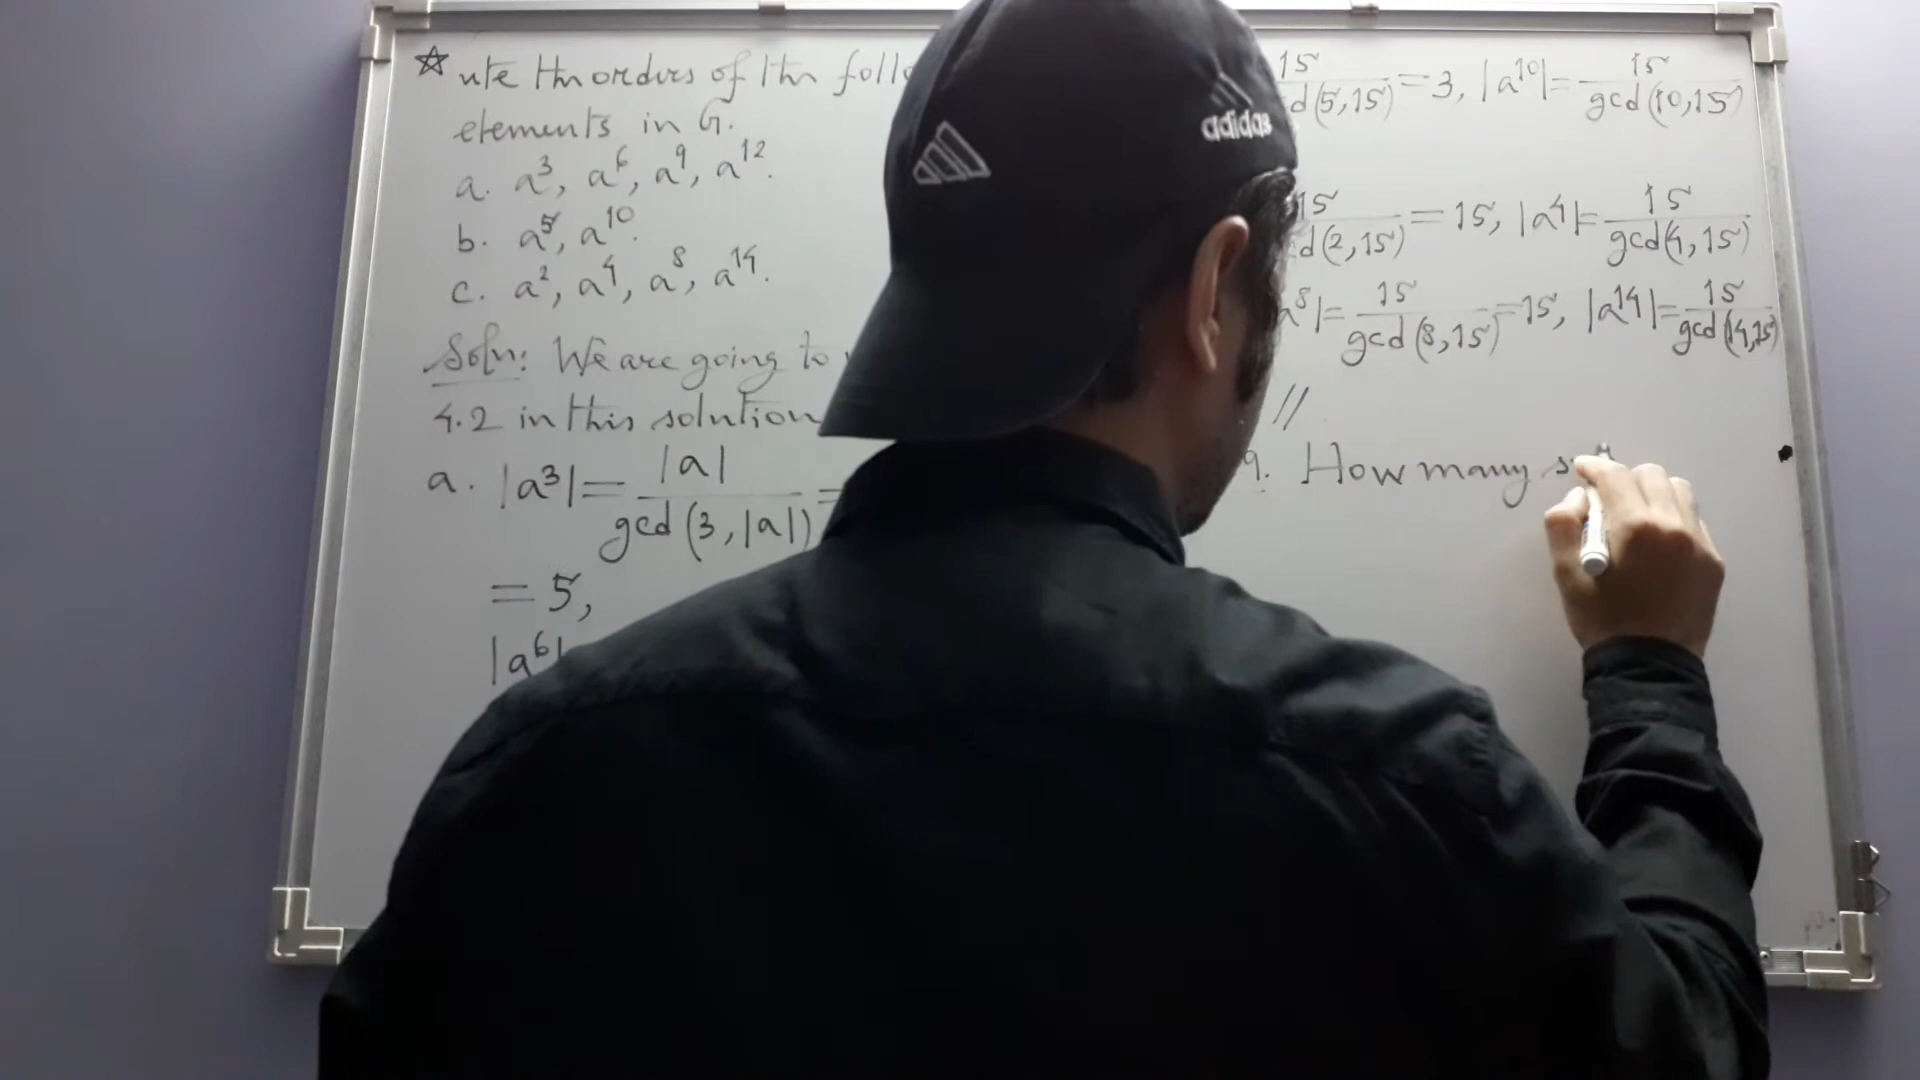 ☆ ute the orders of the follo
elements in G.
a. a³, a⁶, a⁹, a¹².
b. a⁵, a¹⁰.
c. a², a⁴, a⁸, a¹⁴.
Soln: We are going to
4.2 in this solution
a. |a³| = |a| / gcd(3, |a|) =
= 5,
|a⁶|
adidas
15 / d(5,15) = 3, |a¹⁰| = 15 / gcd(10,15)
15 / d(2,15) = 15, |a⁴| = 15 / gcd(4,15)
a⁸| = 15 / gcd(8,15) = 15, |a¹⁴| = 15 / gcd(14,15)
//
9. How many s